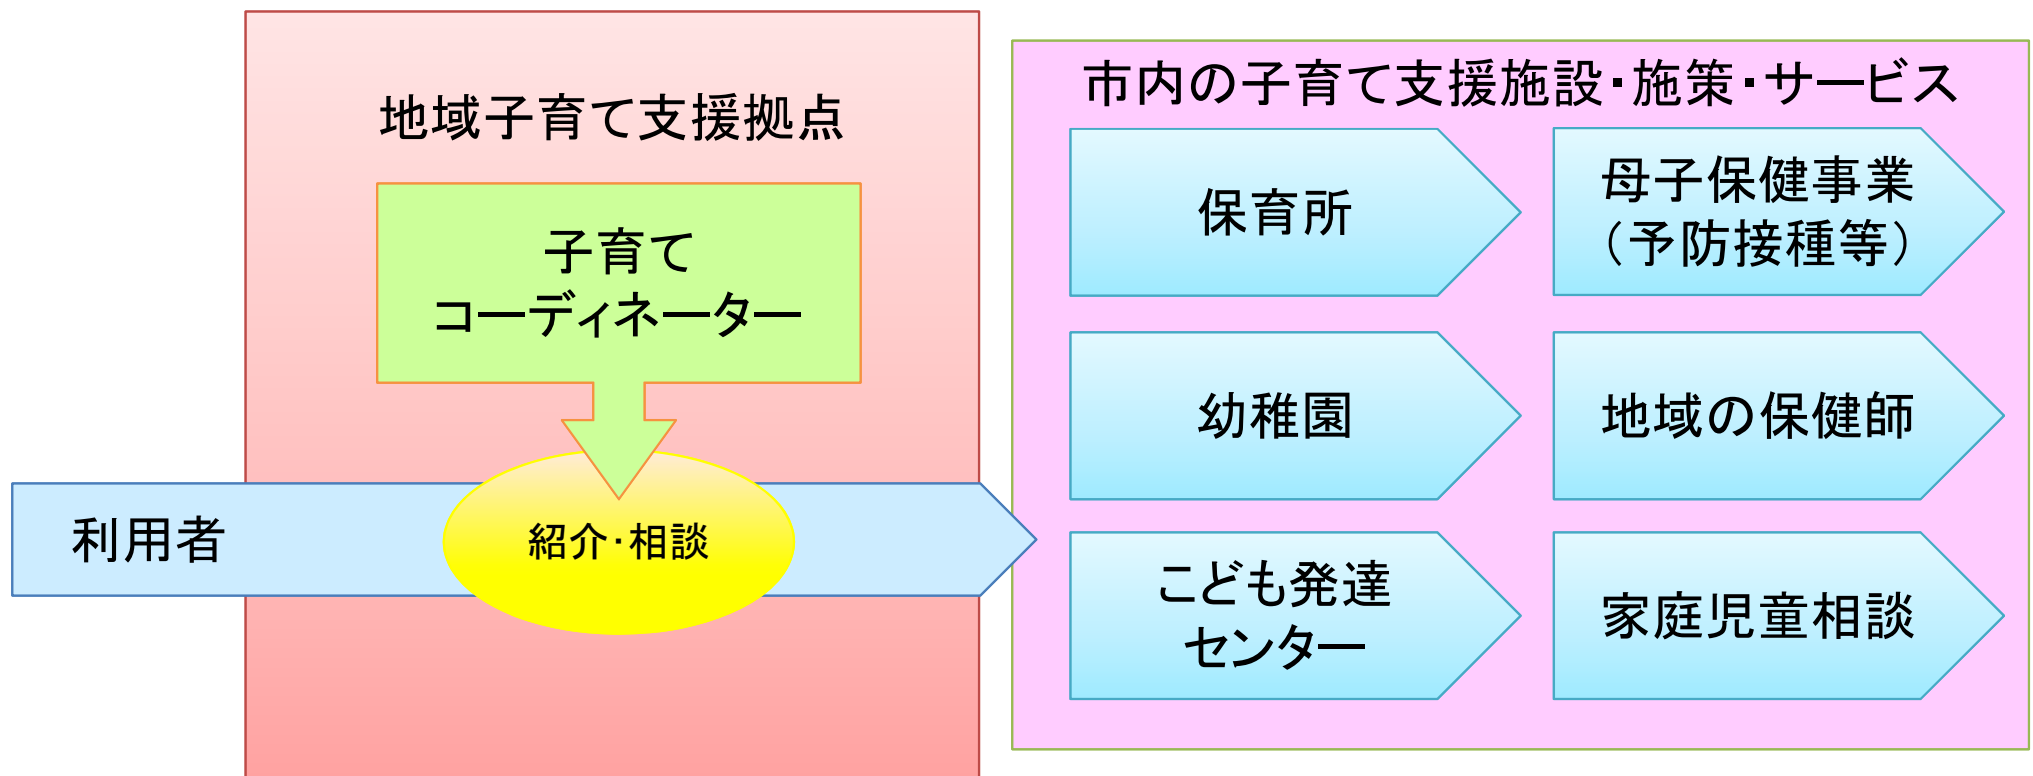 地域子育て支援拠点
子育て
コーディネーター
利用者
紹介・相談
市内の子育て支援施設・施策・サービス
保育所
母子保健事業
（予防接種等）
幼稚園
地域の保健師
こども発達
センター
家庭児童相談